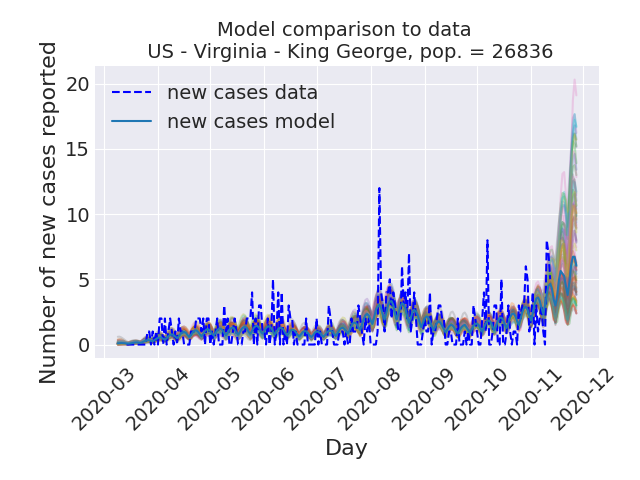 Model comparison to data
US - Virginia - King George, pop. = 26836
new cases data
new cases model
Number of new cases reported
20
15
10
5
0
2020-03
2020-04
2020-05
2020-06
2020-07
2020-08
2020-09
2020-10
2020-11
2020-12
Day